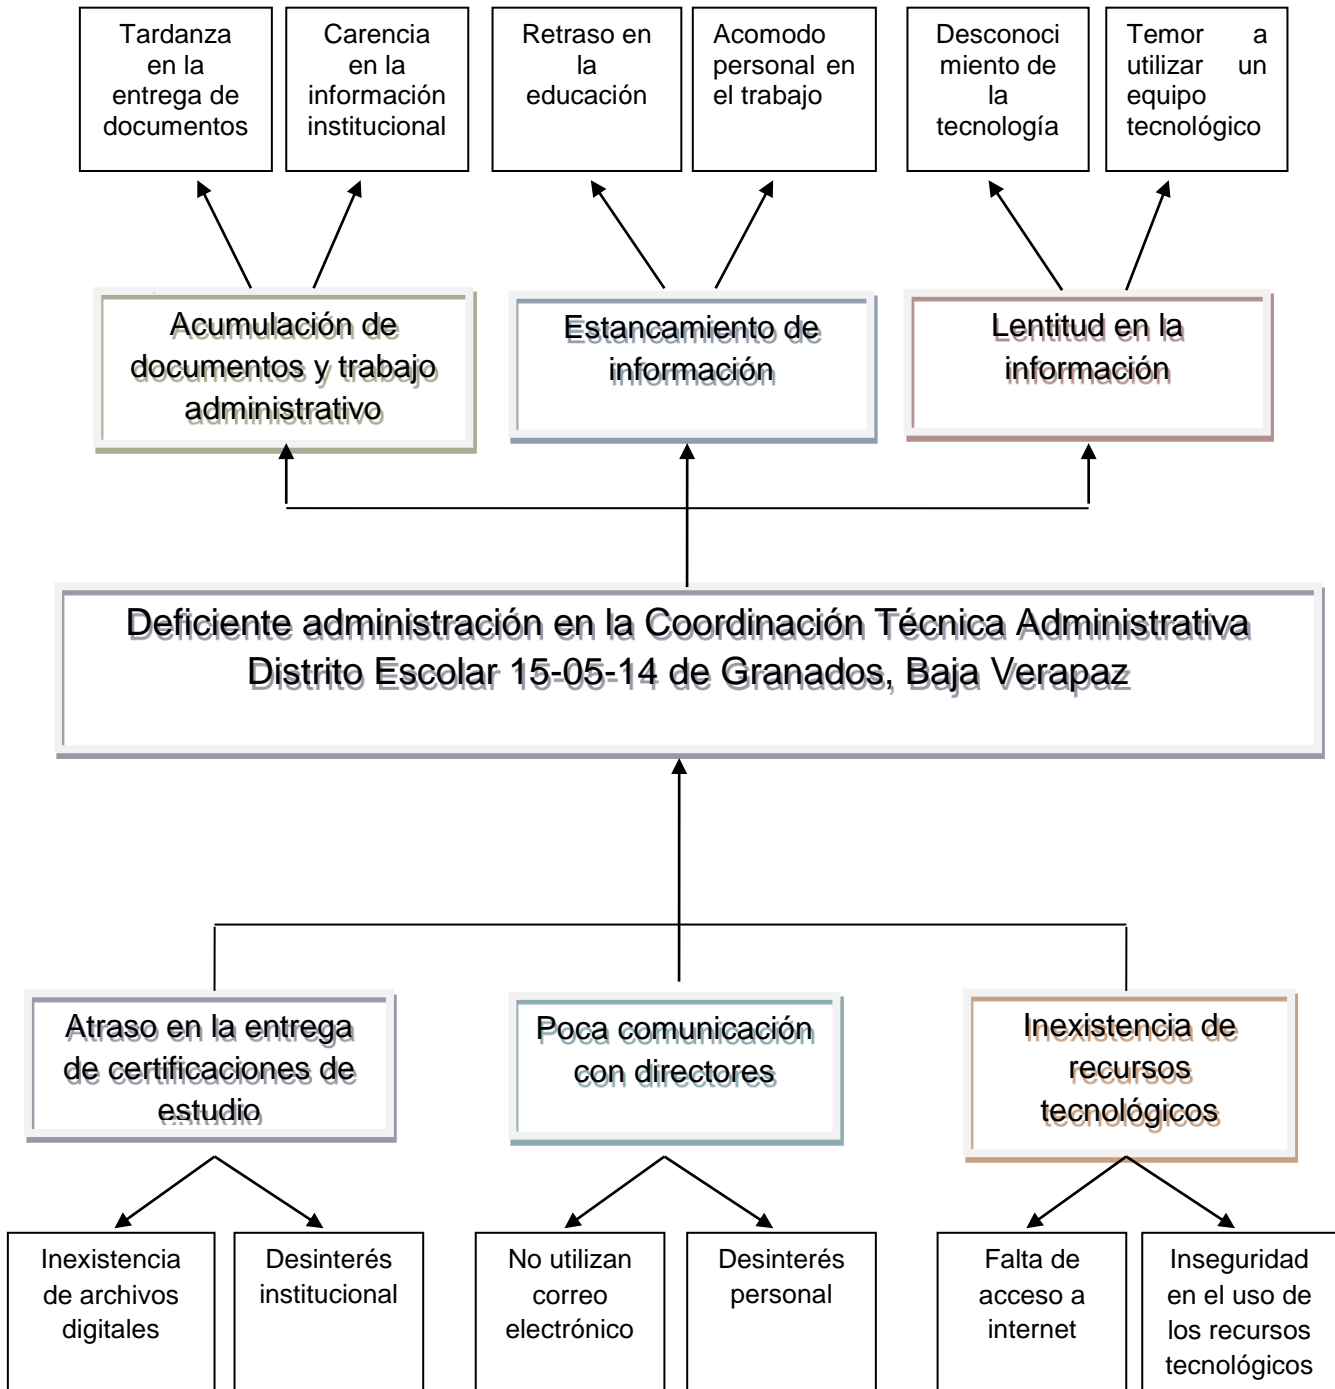 Tardanza
en la
entrega de
documentos
Carencia
en la
información
institucional
Retraso en
la
educación
Acomodo
personal en
el trabajo
Desconoci
miento de
la
tecnología
Temor a
utilizar un
equipo
tecnológico
Acumulación de
documentos y trabajo
administrativo
Estancamiento de
información
Lentitud en la
información
Deficiente administración en la Coordinación Técnica Administrativa
Distrito Escolar 15-05-14 de Granados, Baja Verapaz
Atraso en la entrega
de certificaciones de
estudio
Poca comunicación
con directores
Inexistencia de
recursos
tecnológicos
Inexistencia
de archivos
digitales
Desinterés
institucional
No utilizan
correo
electrónico
Desinterés
personal
Falta de
acceso a
internet
Inseguridad
en el uso de
los recursos
tecnológicos